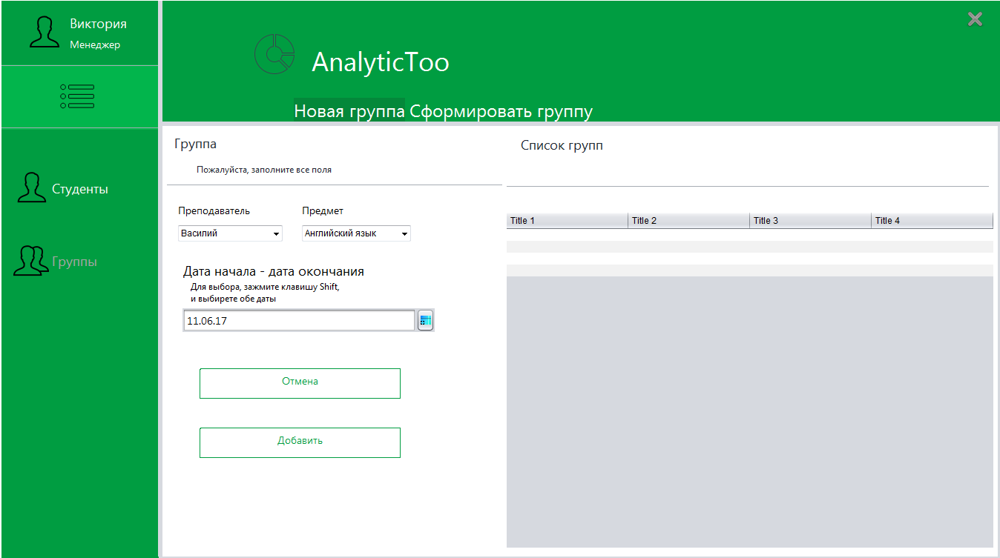 Виктория
Менеджер
AnalyticToo
Новая группа Сформировать группу
Студенты
Группы
Группа
Пожалуйста, заполните все поля
Преподаватель Предмет
Василий Английский язык
Дата начала - дата окончания
Для выбора, зажмите клавишу Shift,
и выбирете обе даты
11.06.17
Отмена
Добавить
Список групп
Title 1 Title 2 Title 3 Title 4